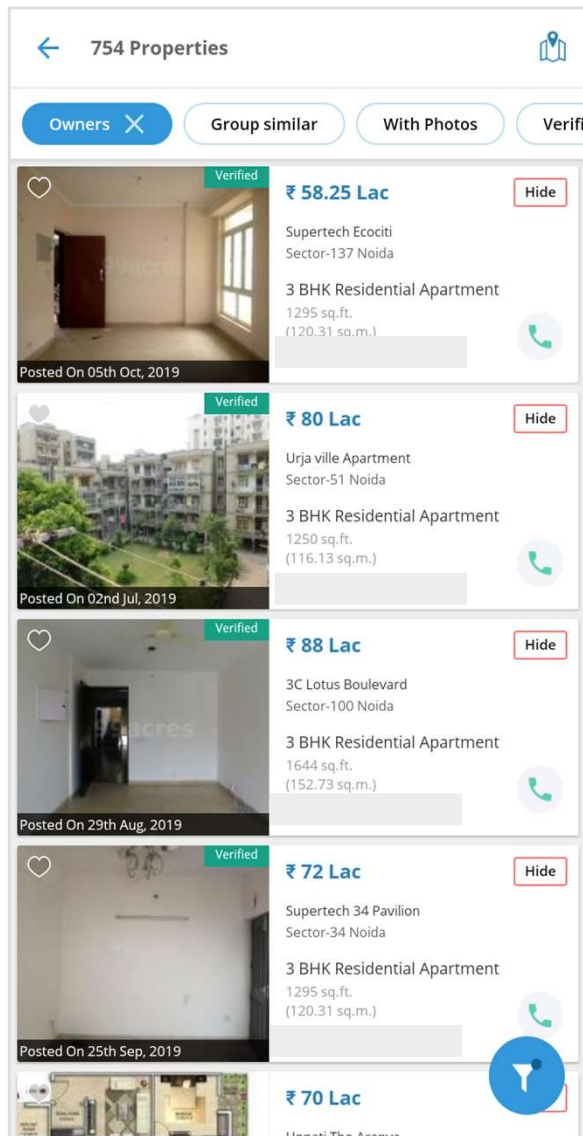 754 Properties
Owners
Group similar
With Photos
Verifi
Verified
₹ 58.25 Lac
Hide
Supertech Ecociti
Sector-137 Noida
3 BHK Residential Apartment
1295 sq.ft.
(120.31 sq.m.)
99acres
Posted On 05th Oct, 2019
Verified
₹ 80 Lac
Hide
Urja ville Apartment
Sector-51 Noida
3 BHK Residential Apartment
1250 sq.ft.
(116.13 sq.m.)
Posted On 02nd Jul, 2019
Verified
₹ 88 Lac
Hide
3C Lotus Boulevard
Sector-100 Noida
3 BHK Residential Apartment
1644 sq.ft.
(152.73 sq.m.)
99acres
Posted On 29th Aug, 2019
Verified
₹ 72 Lac
Hide
Supertech 34 Pavilion
Sector-34 Noida
3 BHK Residential Apartment
1295 sq.ft.
(120.31 sq.m.)
Posted On 25th Sep, 2019
₹ 70 Lac